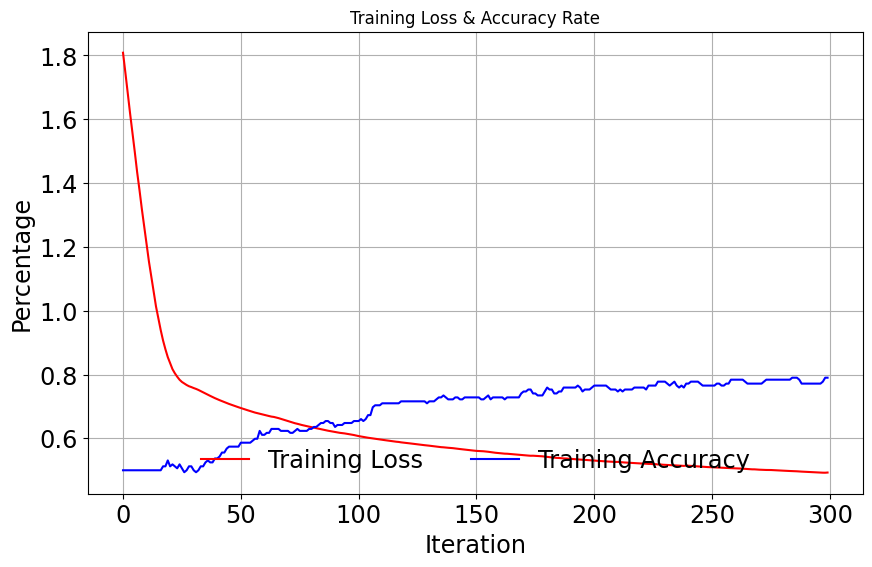 Training Loss & Accuracy Rate
1.8
1.6
1.4
1.2
1.0
0.8
0.6
Percentage
Training Loss Training Accuracy
0 50 100 150 200 250 300
Iteration